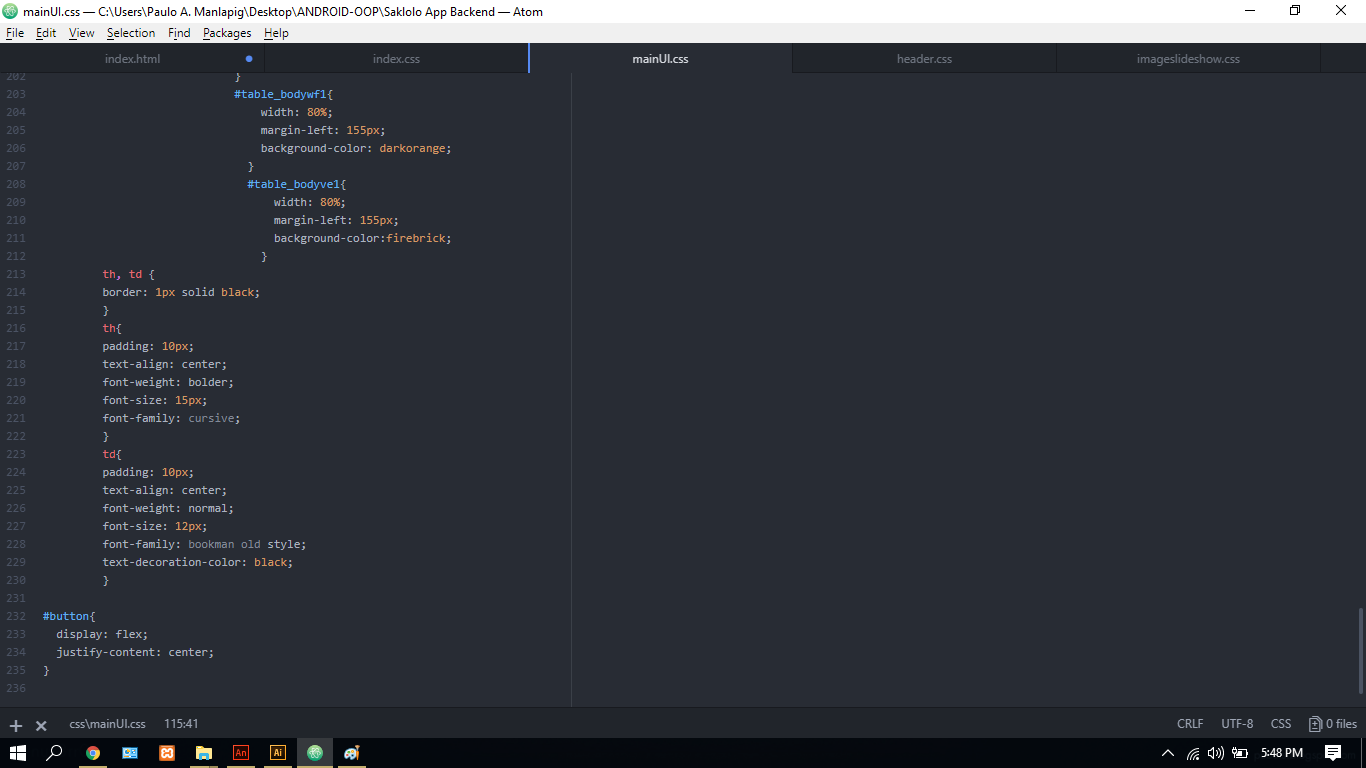 mainUI.css — C:\Users\Paulo A. Manlapig\Desktop\ANDROID-OOP\Saklolo App Backend — Atom
File Edit View Selection Find Packages Help
index.html index.css mainUI.css header.css imageslideshow.css
202 }
203 #table_bodywf1{
204 width: 80%;
205 margin-left: 155px;
206 background-color: darkorange;
207 }
208 #table_bodyve1{
209 width: 80%;
210 margin-left: 155px;
211 background-color:firebrick;
212 }
213 th, td {
214 border: 1px solid black;
215 }
216 th{
217 padding: 10px;
218 text-align: center;
219 font-weight: bolder;
220 font-size: 15px;
221 font-family: cursive;
222 }
223 td{
224 padding: 10px;
225 text-align: center;
226 font-weight: normal;
227 font-size: 12px;
228 font-family: bookman old style;
229 text-decoration-color: black;
230 }
231
232 #button{
233 display: flex;
234 justify-content: center;
235 }
236
css\mainUI.css 115:41 CRLF UTF-8 CSS 0 files
An Ai 5:48 PM